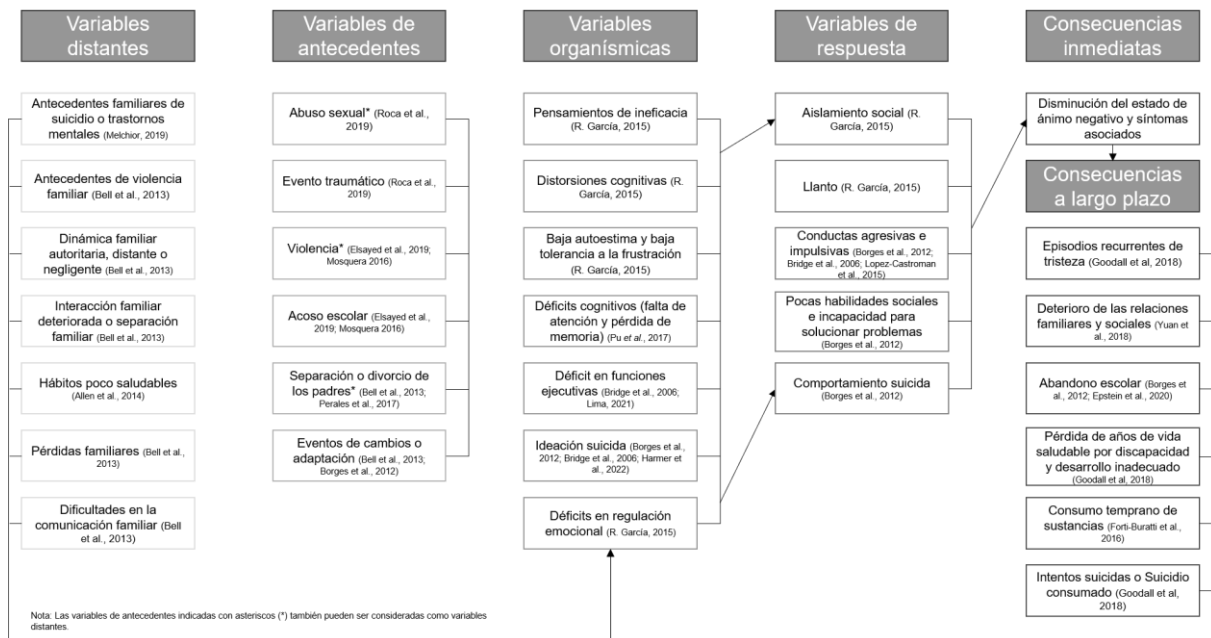 Variables
distantes
Antecedentes familiares de
suicidio o trastornos
mentales (Melchior, 2019)
Antecedentes de violencia
familiar (Bell et al., 2013)
Dinámica familiar
autoritaria, distante o
negligente (Bell et al., 2013)
Interacción familiar
deteriorada o separación
familiar (Bell et al., 2013)
Hábitos poco saludables
(Allen et al., 2014)
Pérdidas familiares (Bell et al.,
2013)
Dificultades en la
comunicación familiar (Bell
et al., 2013)
Variables de
antecedentes
Abuso sexual* (Roca et al.,
2019)
Evento traumático (Roca et al.,
2019)
Violencia* (Elsayed et al., 2019;
Mosquera 2016)
Acoso escolar (Elsayed et al.,
2019; Mosquera 2016)
Separación o divorcio de
los padres* (Bell et al., 2013;
Perales et al., 2017)
Eventos de cambios o
adaptación (Bell et al., 2013;
Borges et al., 2012)
Variables
organísmicas
Pensamientos de ineficacia
(R. García, 2015)
Distorsiones cognitivas (R.
García, 2015)
Baja autoestima y baja
tolerancia a la frustración
(R. García, 2015)
Déficits cognitivos (falta de
atención y pérdida de
memoria) (Pu et al., 2017)
Déficit en funciones
ejecutivas (Bridge et al., 2006;
Lima, 2021)
Ideación suicida (Borges et al.,
2012; Bridge et al., 2006; Harmer et
al., 2022)
Déficits en regulación
emocional (R. García, 2015)
Variables de
respuesta
Aislamiento social (R.
García, 2015)
Llanto (R. García, 2015)
Conductas agresivas e
impulsivas (Borges et al., 2012;
Bridge et al., 2006; Lopez-Castroman
et al., 2015)
Pocas habilidades sociales
e incapacidad para
solucionar problemas
(Borges et al., 2012)
Comportamiento suicida
(Borges et al., 2012)
Consecuencias
inmediatas
Disminución del estado de
ánimo negativo y síntomas
asociados
Consecuencias
a largo plazo
Episodios recurrentes de
tristeza (Goodall et al, 2018)
Deterioro de las relaciones
familiares y sociales (Yuan et
al., 2018)
Abandono escolar (Borges et
al., 2012; Epstein et al., 2020)
Pérdida de años de vida
saludable por discapacidad
y desarrollo inadecuado
(Goodall et al, 2018)
Consumo temprano de
sustancias (Forti-Buratti et al.,
2016)
Intentos suicidas o Suicidio
consumado (Goodall et al,
2018)
Nota: Las variables de antecedentes indicadas con asteriscos (*) también pueden ser consideradas como variables
distantes.